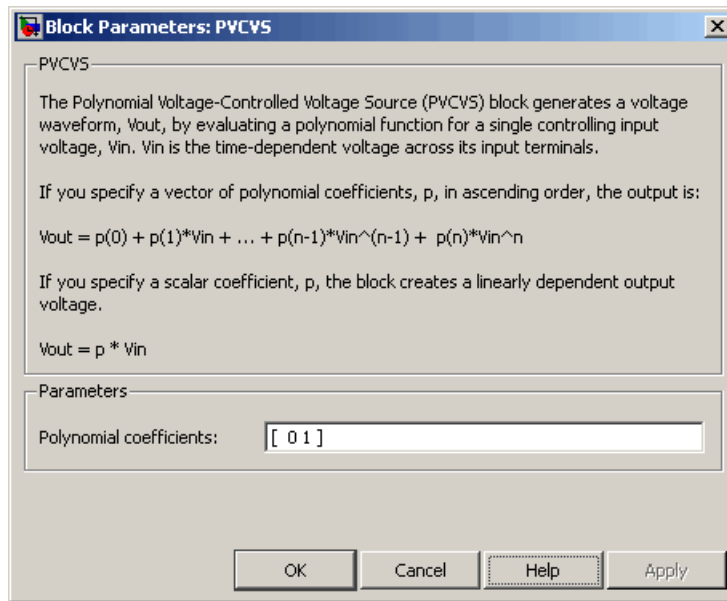 Block Parameters: PVCVS
PVCVS
The Polynomial Voltage-Controlled Voltage Source (PVCVS) block generates a voltage
waveform, Vout, by evaluating a polynomial function for a single controlling input
voltage, Vin. Vin is the time-dependent voltage across its input terminals.
If you specify a vector of polynomial coefficients, p, in ascending order, the output is:
Vout = p(0) + p(1)*Vin + ... + p(n-1)*Vin^(n-1) + p(n)*Vin^n
If you specify a scalar coefficient, p, the block creates a linearly dependent output
voltage.
Vout = p * Vin
Parameters
Polynomial coefficients: [ 0 1 ]
OK Cancel Help Apply